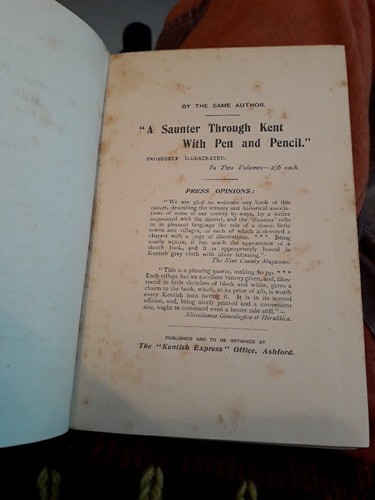 BY THE SAME AUTHOR.
"A Saunter Through Kent
With Pen and Pencil."
PROFUSELY ILLUSTRATED.
In Two Volumes—2/6 each.
PRESS OPINIONS:
"We are glad to welcome any book of this
nature, describing the scenery and historical associa-
tions of some of our county by-ways, by a writer
acquainted with the district, and the "Saunter" tells
us in pleasant language the tale of a dozen little
towns and villages, to each of which is devoted a
chapter with a page of illustrations. * * Being
nearly square, it has much the appearance of a
sketch book, and it is appropriately bound in
Kentish grey cloth with silver lettering."
The Kent County Magazine.
"This is a pleasing quarto, making 80 pp. * * *
Each village has an excellent history given, and, illus-
trated in little sketches of black and white, gives a
charm to the book, which, at its price of 2/6, is worth
every Kentish man having it. It is in its second
edition, and, being nicely printed and a convenient
size, ought to command even a better sale still."—
Miscellanea Genealogica et Heraldica.
PUBLISHED AND TO BE OBTAINED AT
The "Kentish Express" Office, Ashford.